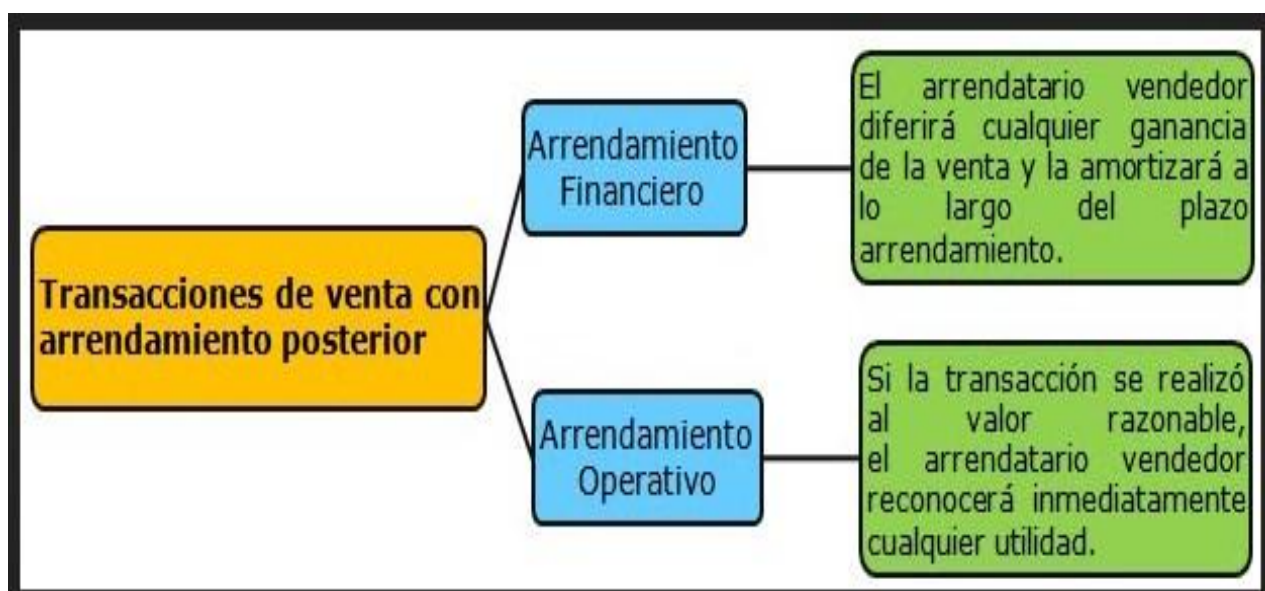 Transacciones de venta con
arrendamiento posterior
Arrendamiento
Financiero
El arrendatario vendedor
diferirá cualquier ganancia
de la venta y la amortizará a
lo largo del plazo
arrendamiento.
Arrendamiento
Operativo
Si la transacción se realizó
al valor razonable,
el arrendatario vendedor
reconocerá inmediatamente
cualquier utilidad.